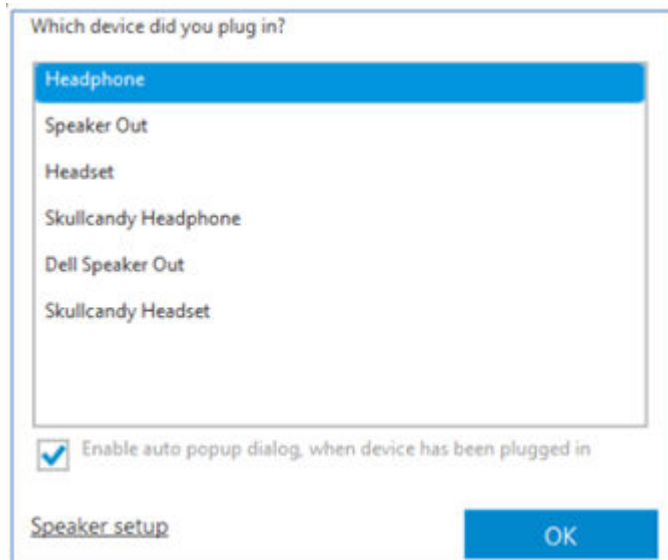 Which device did you plug in?
Headphone
Speaker Out
Headset
Skullcandy Headphone
Dell Speaker Out
Skullcandy Headset
Enable auto popup dialog, when device has been plugged in
Speaker setup
OK